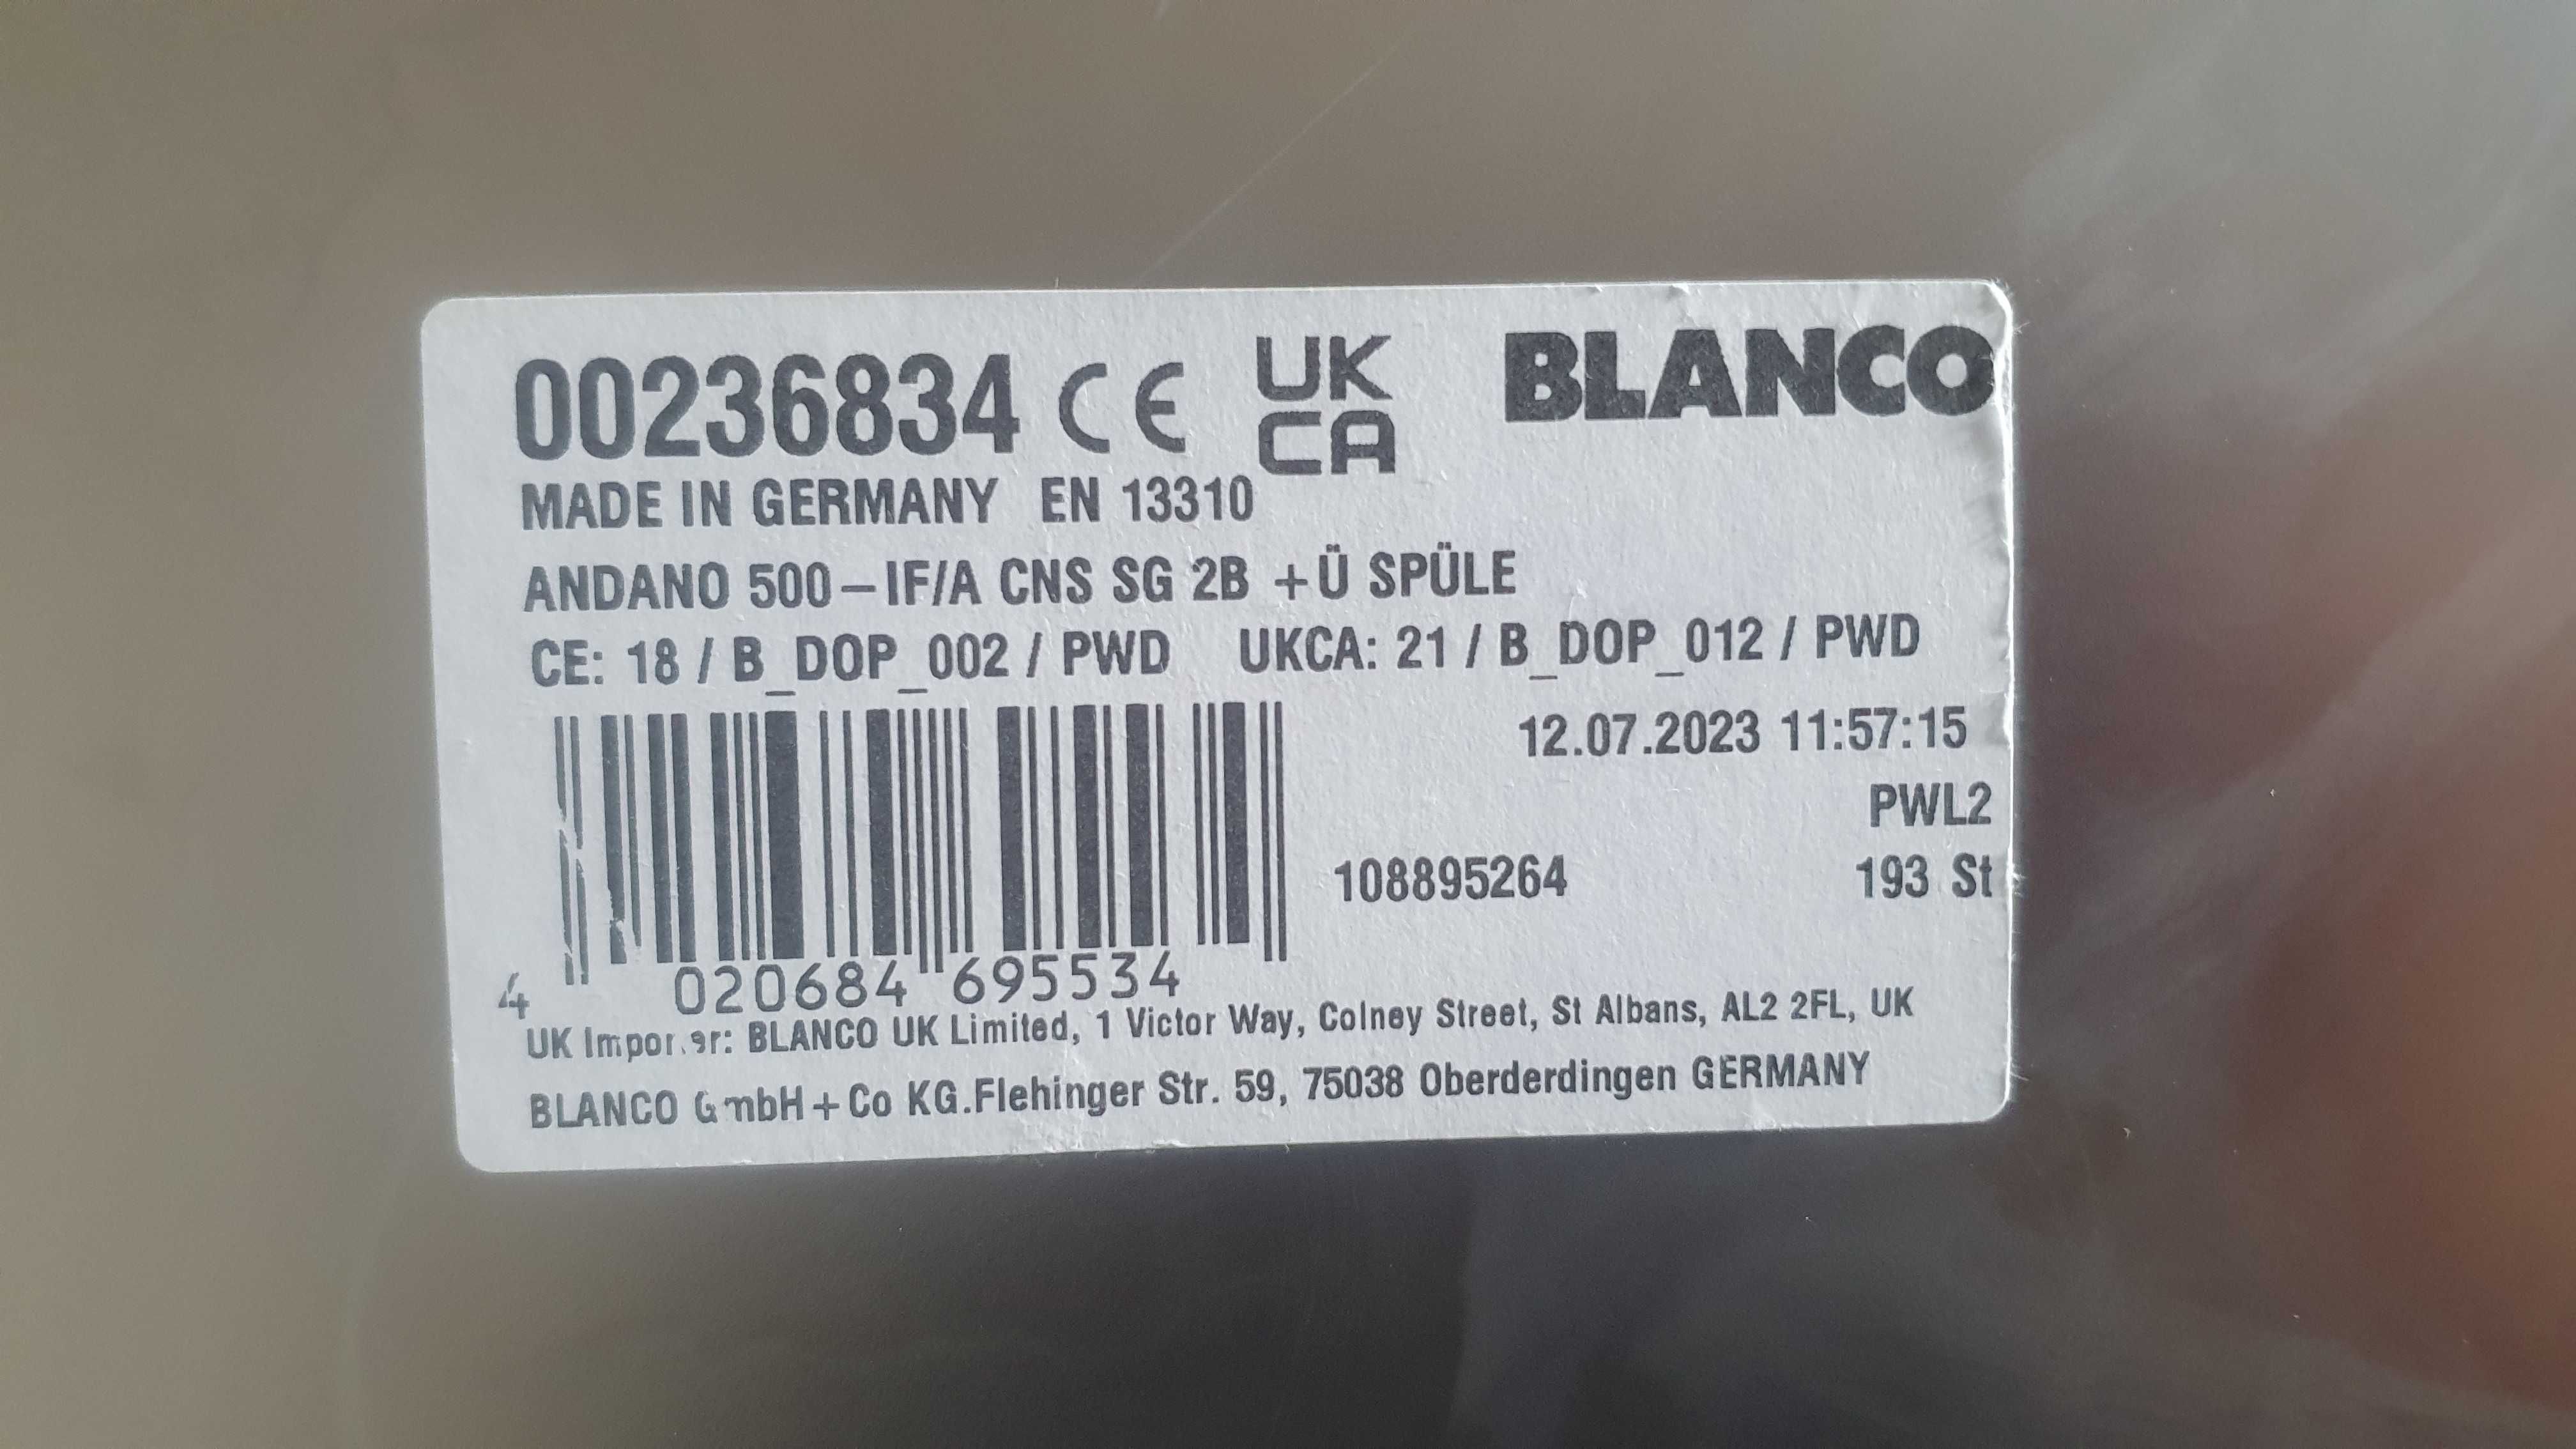 00236834 CE UK CA BLANCO
MADE IN GERMANY EN 13310
ANDANO 500-IF/A CNS SG 2B +Ü SPÜLE
CE: 18 / B_DOP_002 / PWD UKCA: 21 / B_DOP_012 / PWD
12.07.2023 11:57:15
PWL2
108895264 193 St
4 020684 695534
UK Importer: BLANCO UK Limited, 1 Victor Way, Colney Street, St Albans, AL2 2FL, UK
BLANCO GmbH+Co KG.Flehinger Str. 59, 75038 Oberderdingen GERMANY